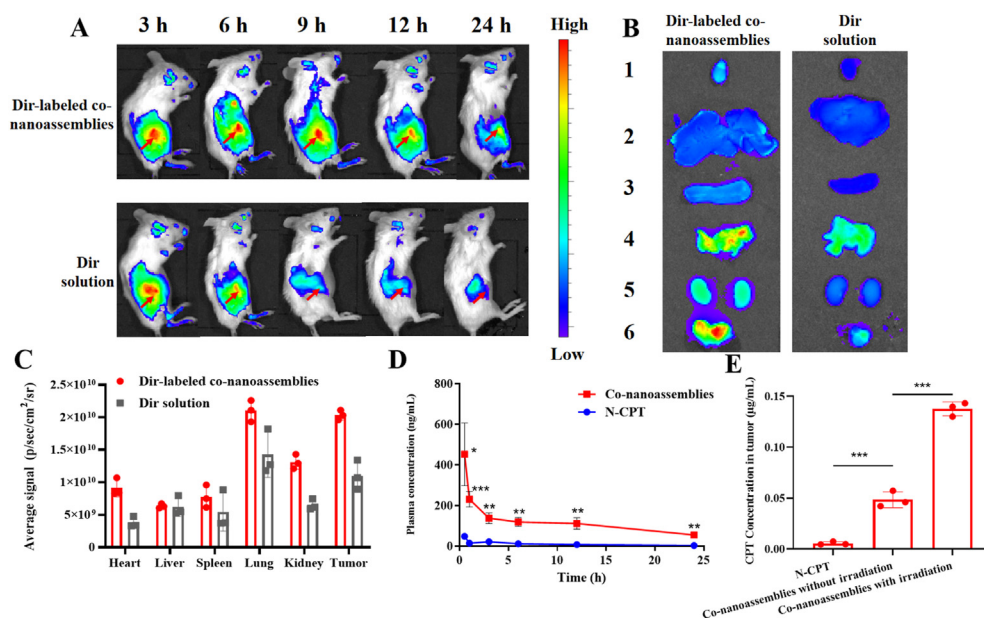 A
3 h 6 h 9 h 12 h 24 h
High
Low
Dir-labeled co-
nanoassemblies
Dir
solution
B
Dir-labeled co-
nanoassemblies
Dir
solution
1
2
3
4
5
6
C
Average signal (p/sec/cm²/sr)
2.5×10¹⁰
2.0×10¹⁰
1.5×10¹⁰
1.0×10¹⁰
5×10⁹
0
Dir-labeled co-nanoassemblies
Dir solution
Heart Liver Spleen Lung Kidney Tumor
D
Plasma concentration (ng/mL)
800
600
400
200
0
Co-nanoassemblies
N-CPT
*
***
** ** ** **
0 5 10 15 20 25
Time (h)
E
CPT Concentration in tumor (μg/mL)
0.15
0.10
0.05
0.00
***
***
N-CPT
Co-nanoassemblies without irradiation
Co-nanoassemblies with irradiation